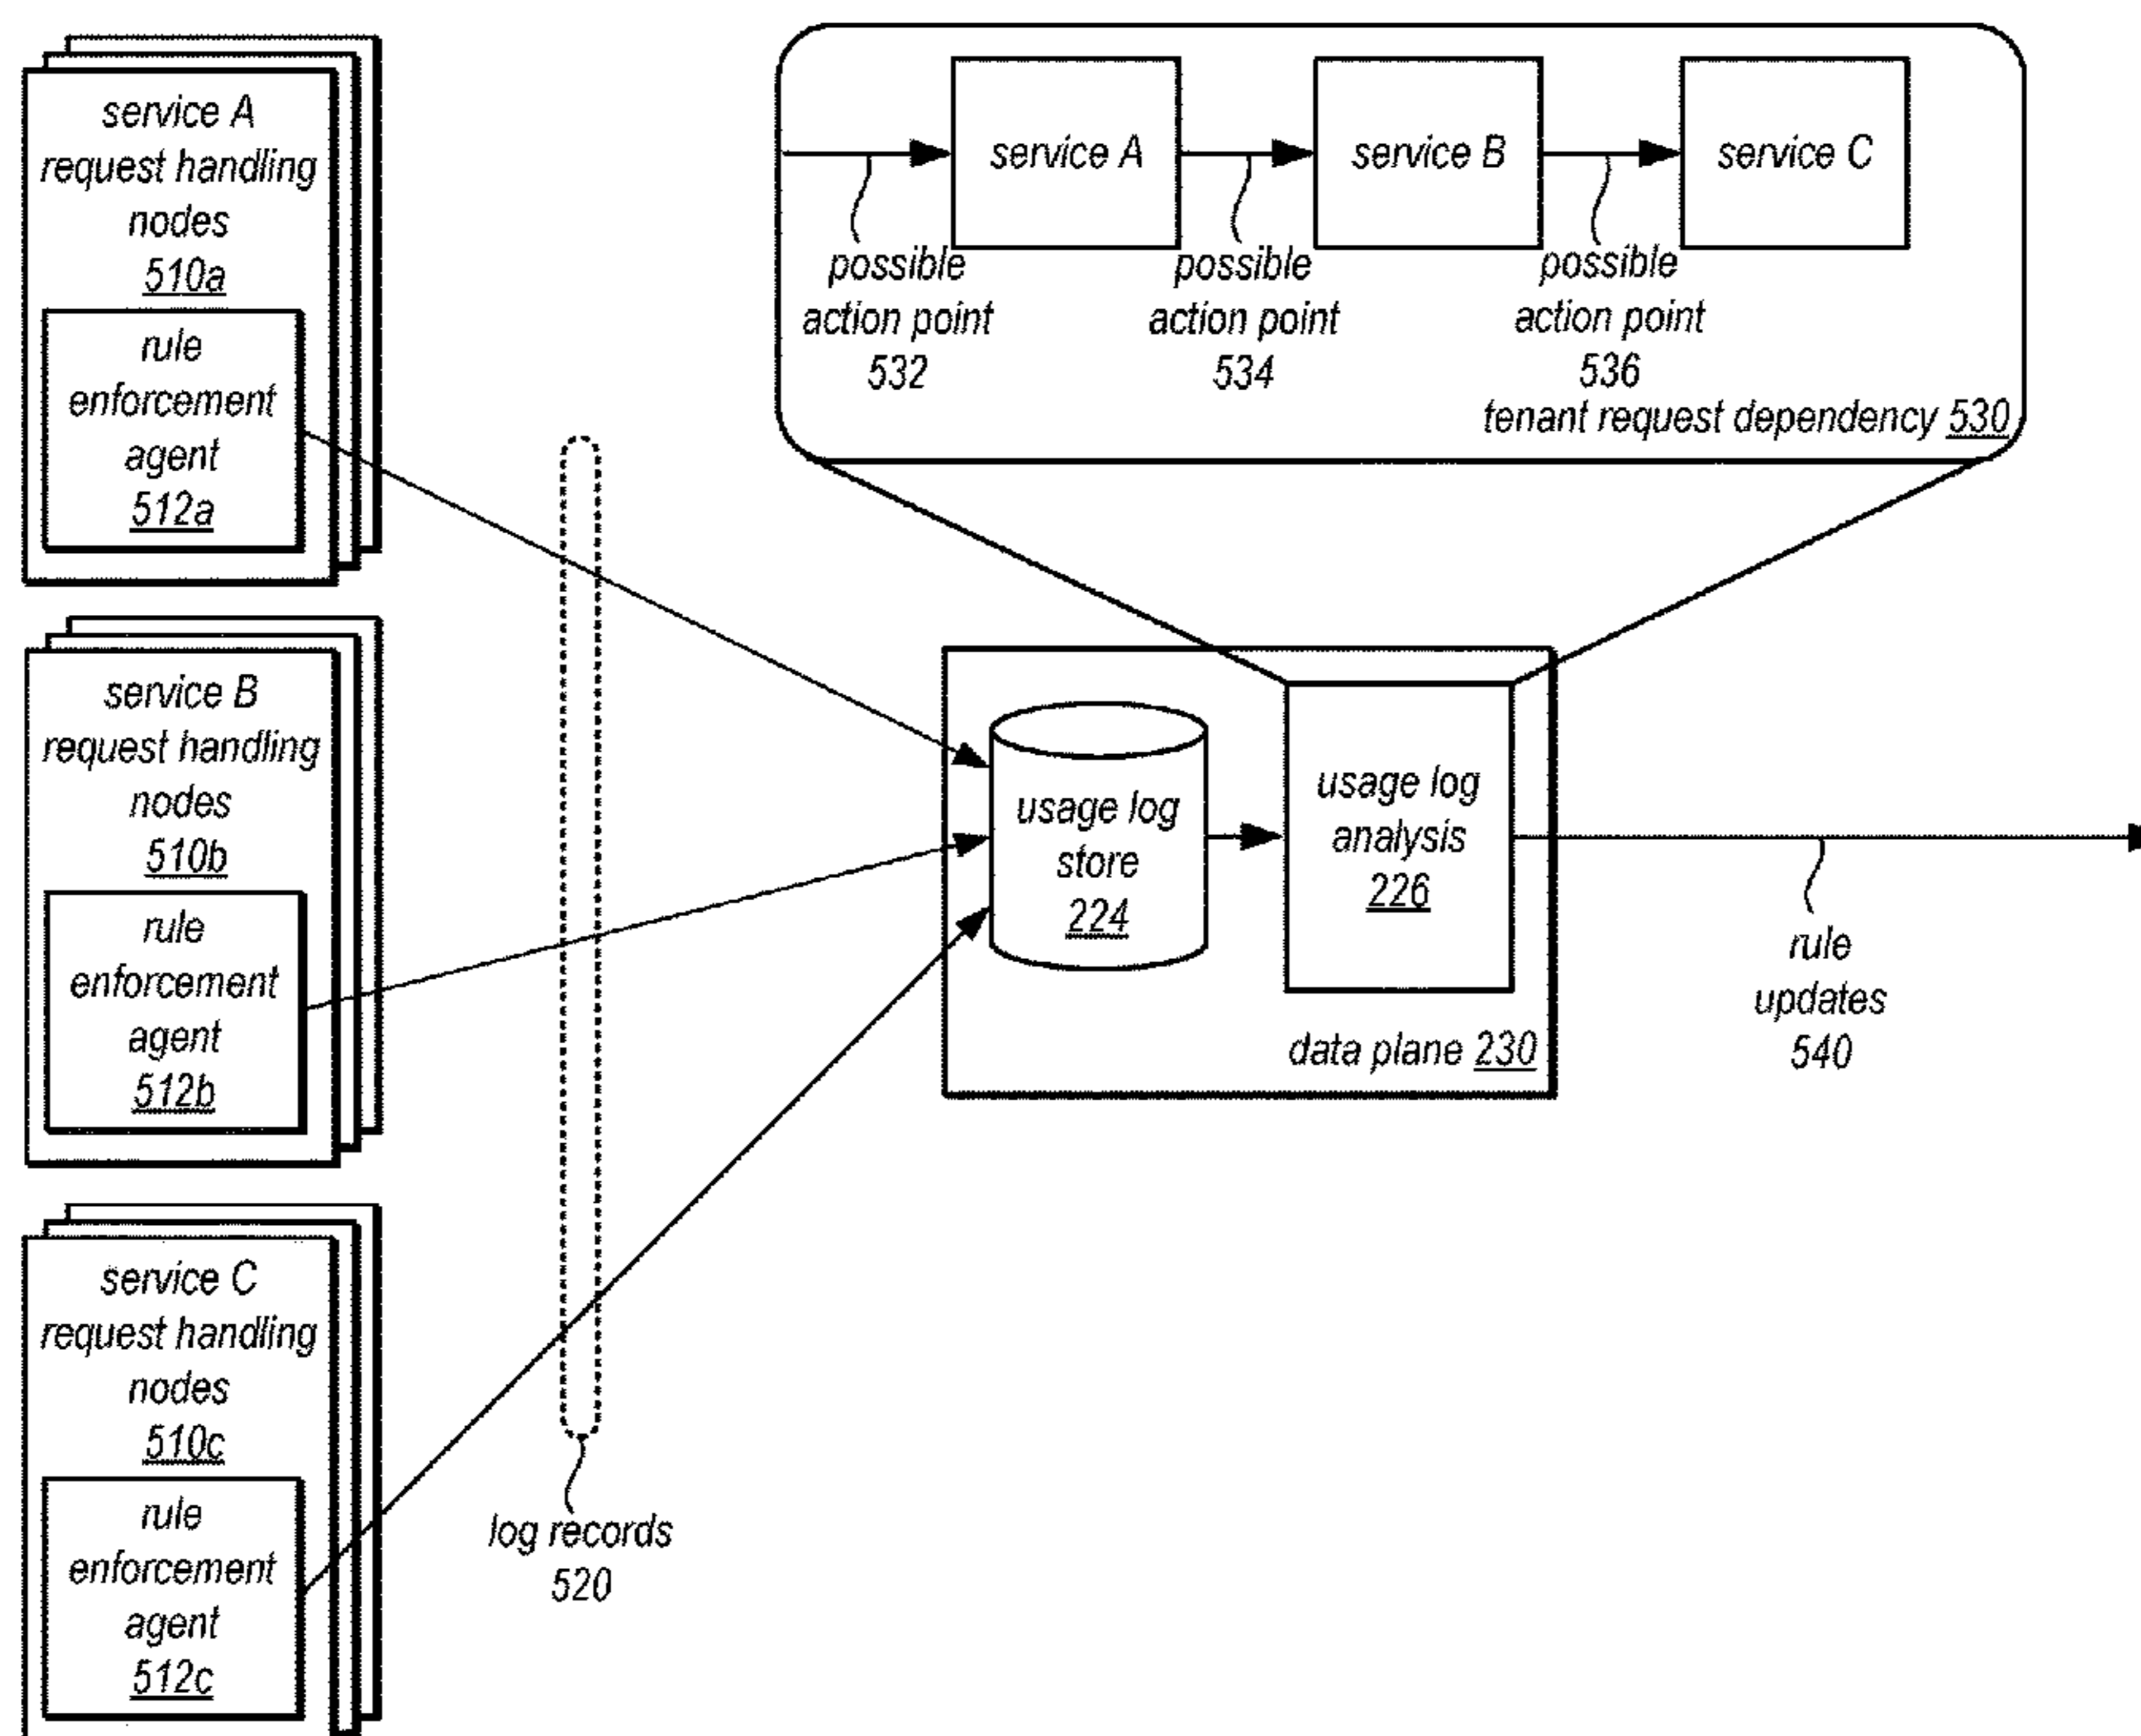 service A
request handling
nodes
510a
rule
enforcement
agent
512a
service B
request handling
nodes
510b
rule
enforcement
agent
512b
service C
request handling
nodes
510c
rule
enforcement
agent
512c
log records
520
service A
service B
service C
possible
action point
532
possible
action point
534
possible
action point
536
tenant request dependency 530
usage log
store
224
usage log
analysis
226
data plane 230
rule
updates
540